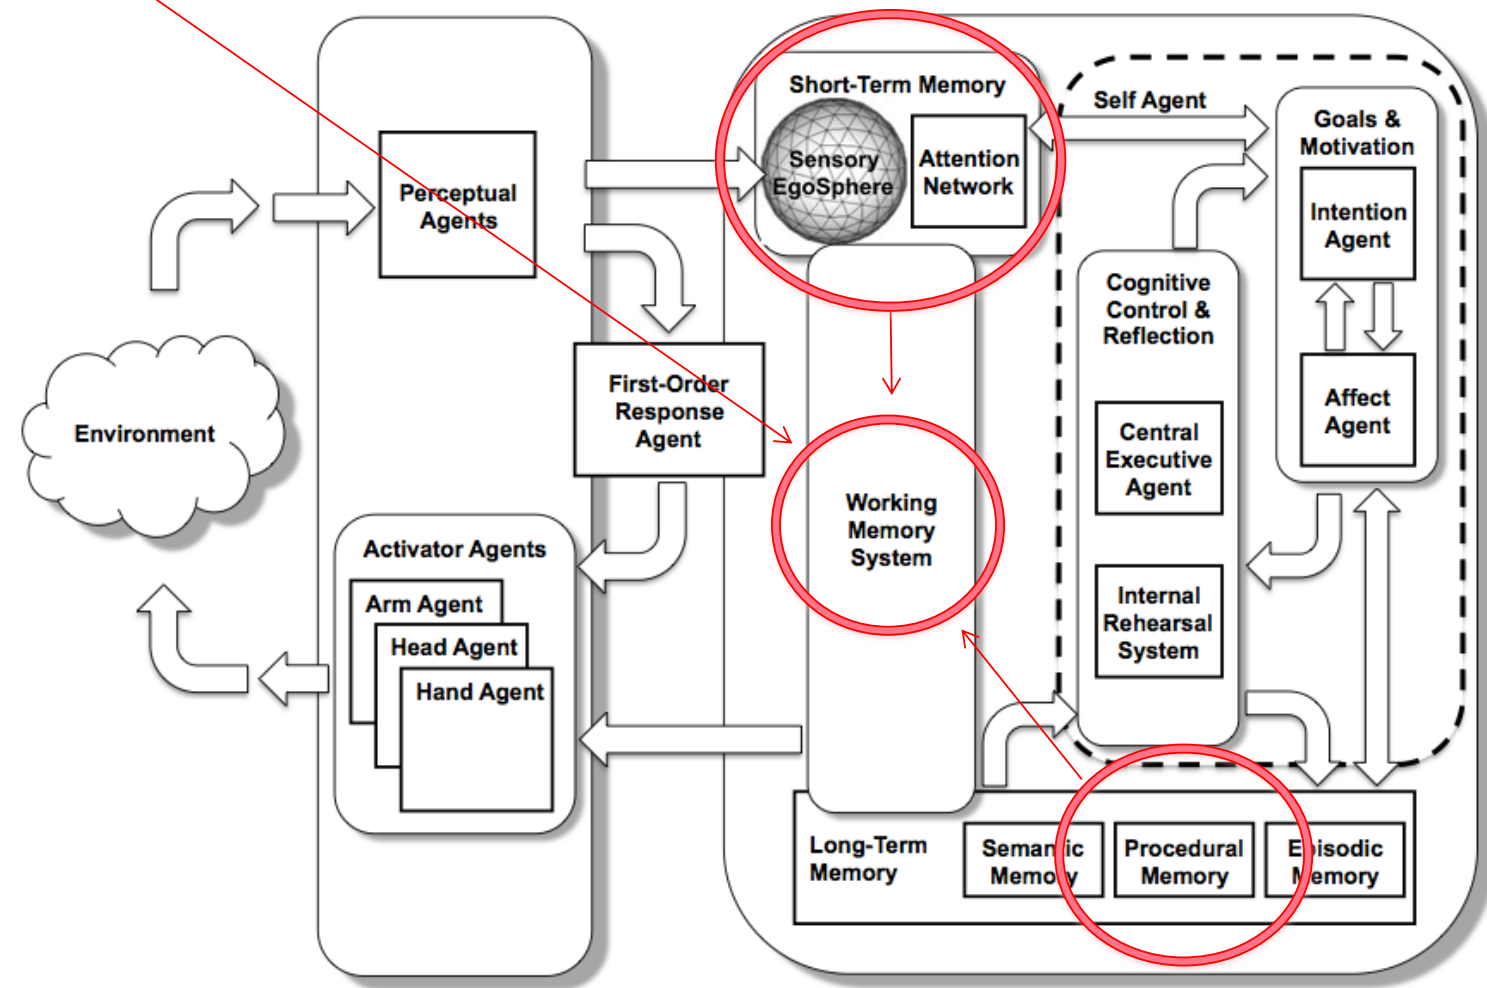 Short-Term Memory
Sensory
EgoSphere
Attention
Network
Self Agent
Goals &
Motivation
Intention
Agent
Affect
Agent
Perceptual
Agents
Cognitive
Control &
Reflection
Central
Executive
Agent
Internal
Rehearsal
System
First-Order
Response
Agent
Environment
Working
Memory
System
Activator Agents
Arm Agent
Head Agent
Hand Agent
Long-Term
Memory
Semantic
Memory
Procedural
Memory
Episodic
Memory